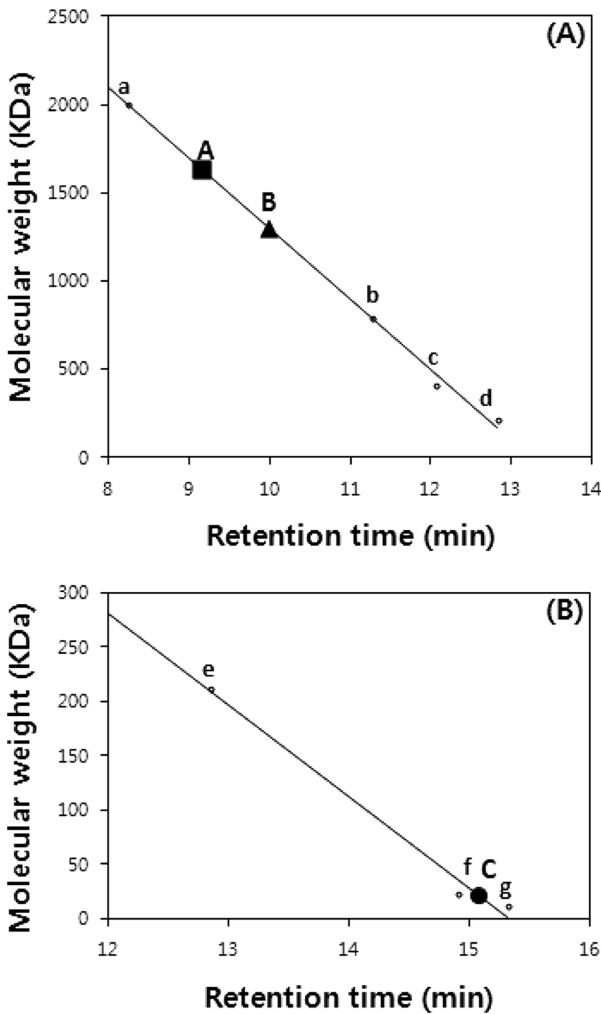 (A)
Molecular weight (KDa)
2500
2000
1500
1000
500
0
a
A
B
b
c
d
8 9 10 11 12 13 14
Retention time (min)
(B)
Molecular weight (KDa)
300
250
200
150
100
50
0
e
f C g
12 13 14 15 16
Retention time (min)